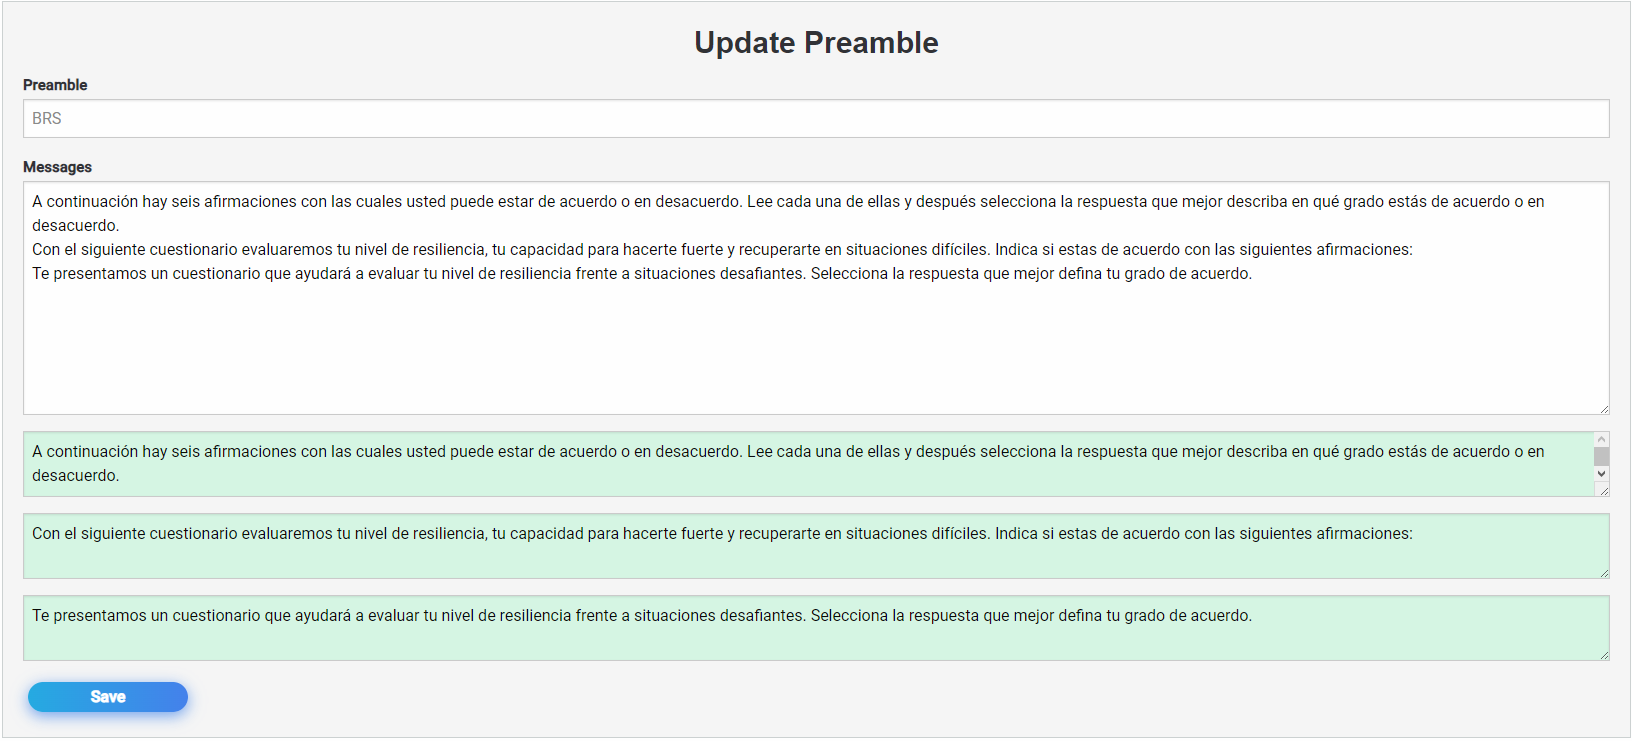 Update Preamble
Preamble
BRS
Messages
A continuación hay seis afirmaciones con las cuales usted puede estar de acuerdo o en desacuerdo. Lee cada una de ellas y después selecciona la respuesta que mejor describa en qué grado estás de acuerdo o en
desacuerdo.
Con el siguiente cuestionario evaluaremos tu nivel de resiliencia, tu capacidad para hacerte fuerte y recuperarte en situaciones difíciles. Indica si estas de acuerdo con las siguientes afirmaciones:
Te presentamos un cuestionario que ayudará a evaluar tu nivel de resiliencia frente a situaciones desafiantes. Selecciona la respuesta que mejor defina tu grado de acuerdo.
A continuación hay seis afirmaciones con las cuales usted puede estar de acuerdo o en desacuerdo. Lee cada una de ellas y después selecciona la respuesta que mejor describa en qué grado estás de acuerdo o en
desacuerdo.
Con el siguiente cuestionario evaluaremos tu nivel de resiliencia, tu capacidad para hacerte fuerte y recuperarte en situaciones difíciles. Indica si estas de acuerdo con las siguientes afirmaciones:
Te presentamos un cuestionario que ayudará a evaluar tu nivel de resiliencia frente a situaciones desafiantes. Selecciona la respuesta que mejor defina tu grado de acuerdo.
Save